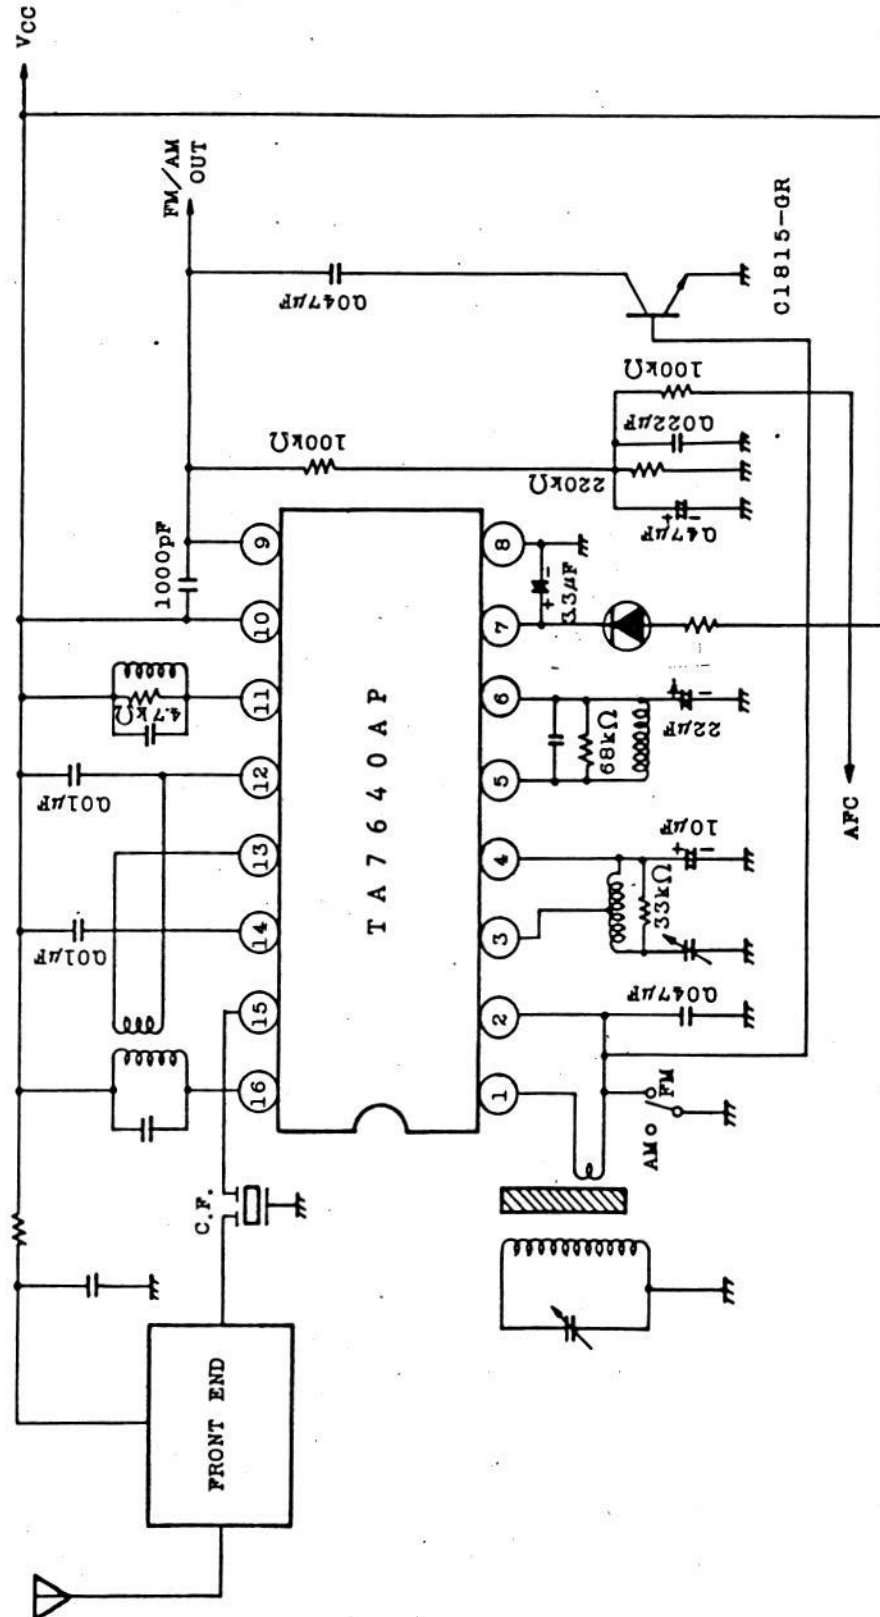 VCC
FM/AM
OUT
0.047μF
C1815-GR
100kΩ
100kΩ
0.022μF
220kΩ
0.47μF
1000pF
4.7kΩ
0.01μF
0.01μF
16
15
14
13
12
11
10
9
TA7640AP
1
2
3
4
5
6
7
8
3.3μF
22μF
68kΩ
10μF
33kΩ
0.047μF
AFC
FM
AM
C.F.
FRONT END